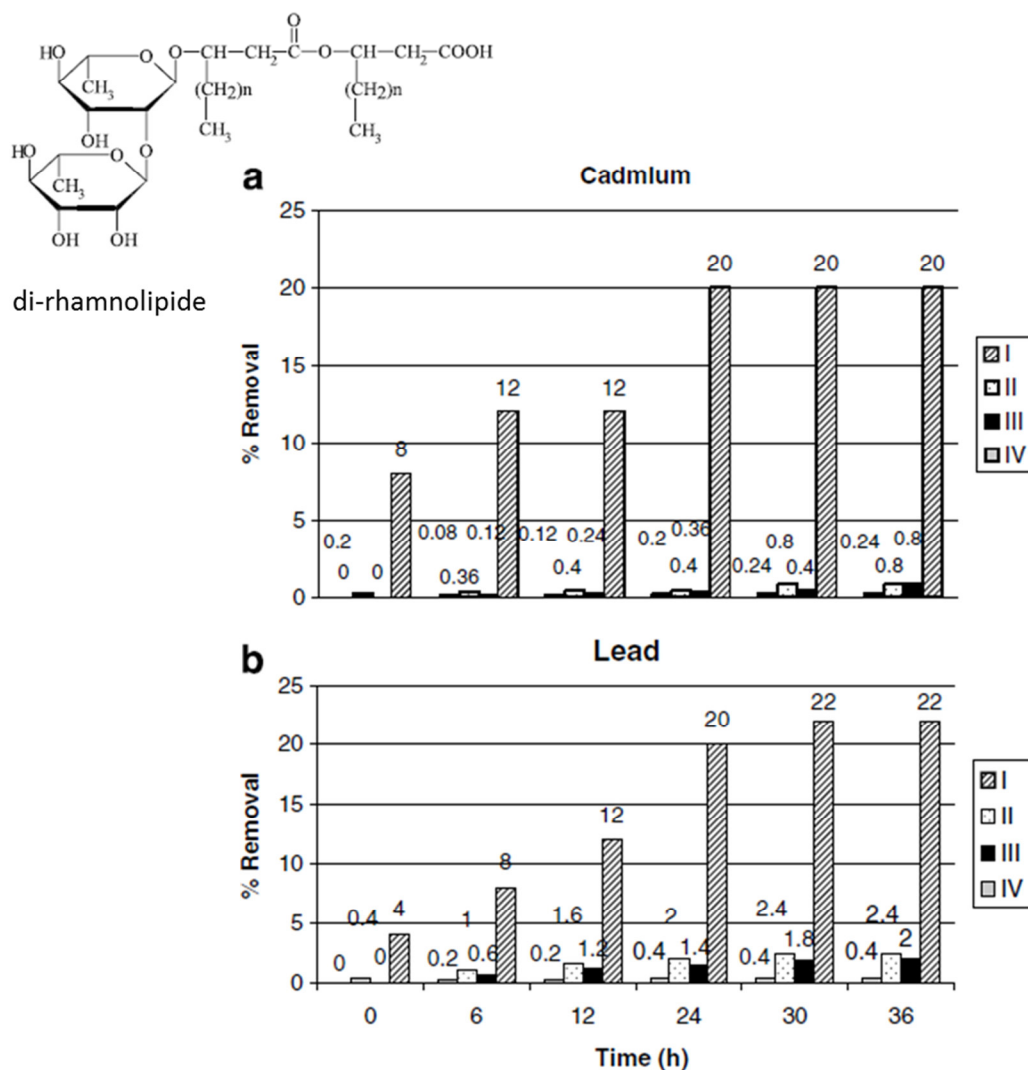 O
HO O O—CH—CH₂—C—O—CH—CH₂—COOH
CH₃ (CH2)n (CH2)n
HO OH O CH₃ CH₃
HO O
CH₃
OH OH
di-rhamnolipide
a
Cadmlum
% Removal
25
20
15
10
5
0
0.2 0 0 8
0.08 0.36 0.12 12
0.12 0.4 0.24 12
0.2 0.4 0.36 20
0.24 0.8 0.4 20
0.24 0.8 0.8 20
I
II
III
IV
b
Lead
% Removal
25
20
15
10
5
0
0 0.4 0 4
0.2 1 0.6 8
0.2 1.6 1.2 12
0.4 2 1.4 20
0.4 2.4 1.8 22
0.4 2.4 2 22
I
II
III
IV
0 6 12 24 30 36
Time (h)